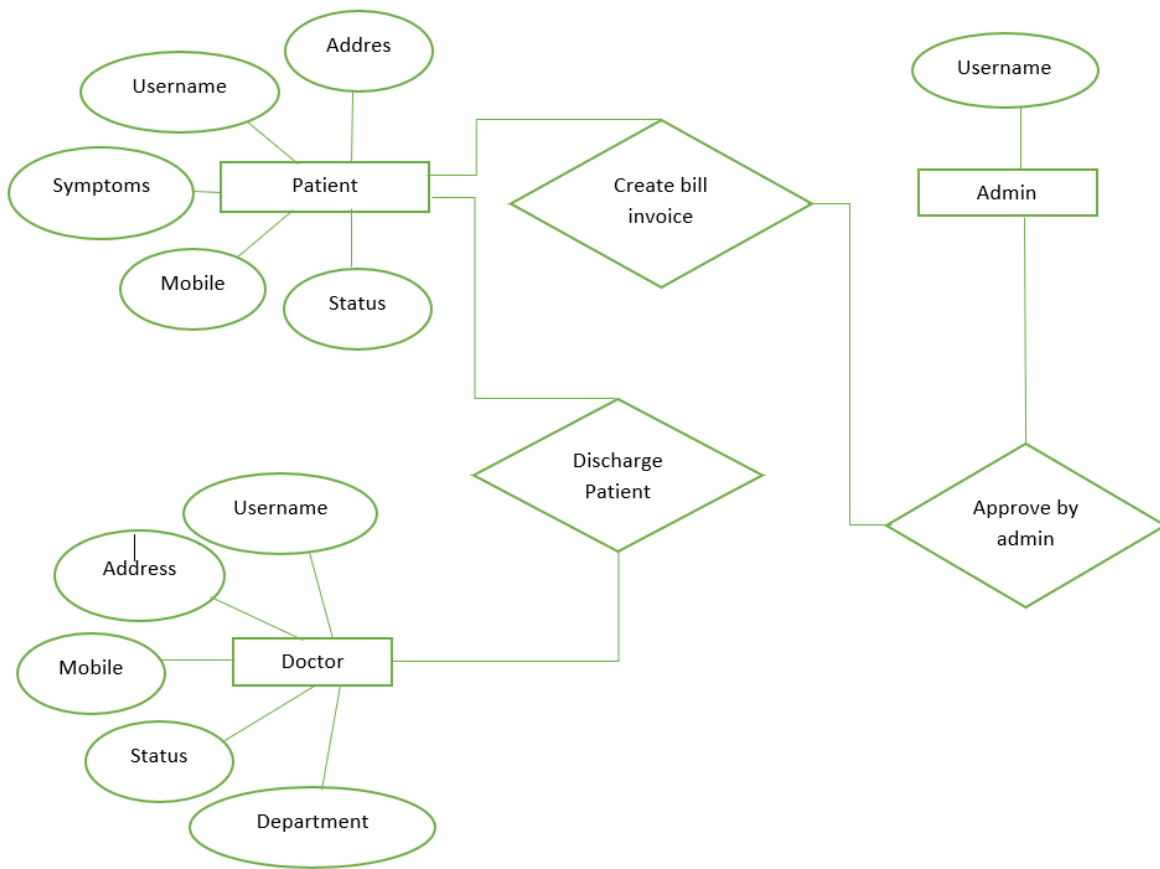 Addres
Username
Username
Symptoms
Patient
Create bill
invoice
Admin
Mobile
Status
Discharge
Patient
Username
Approve by
admin
Address
Mobile
Doctor
Status
Department